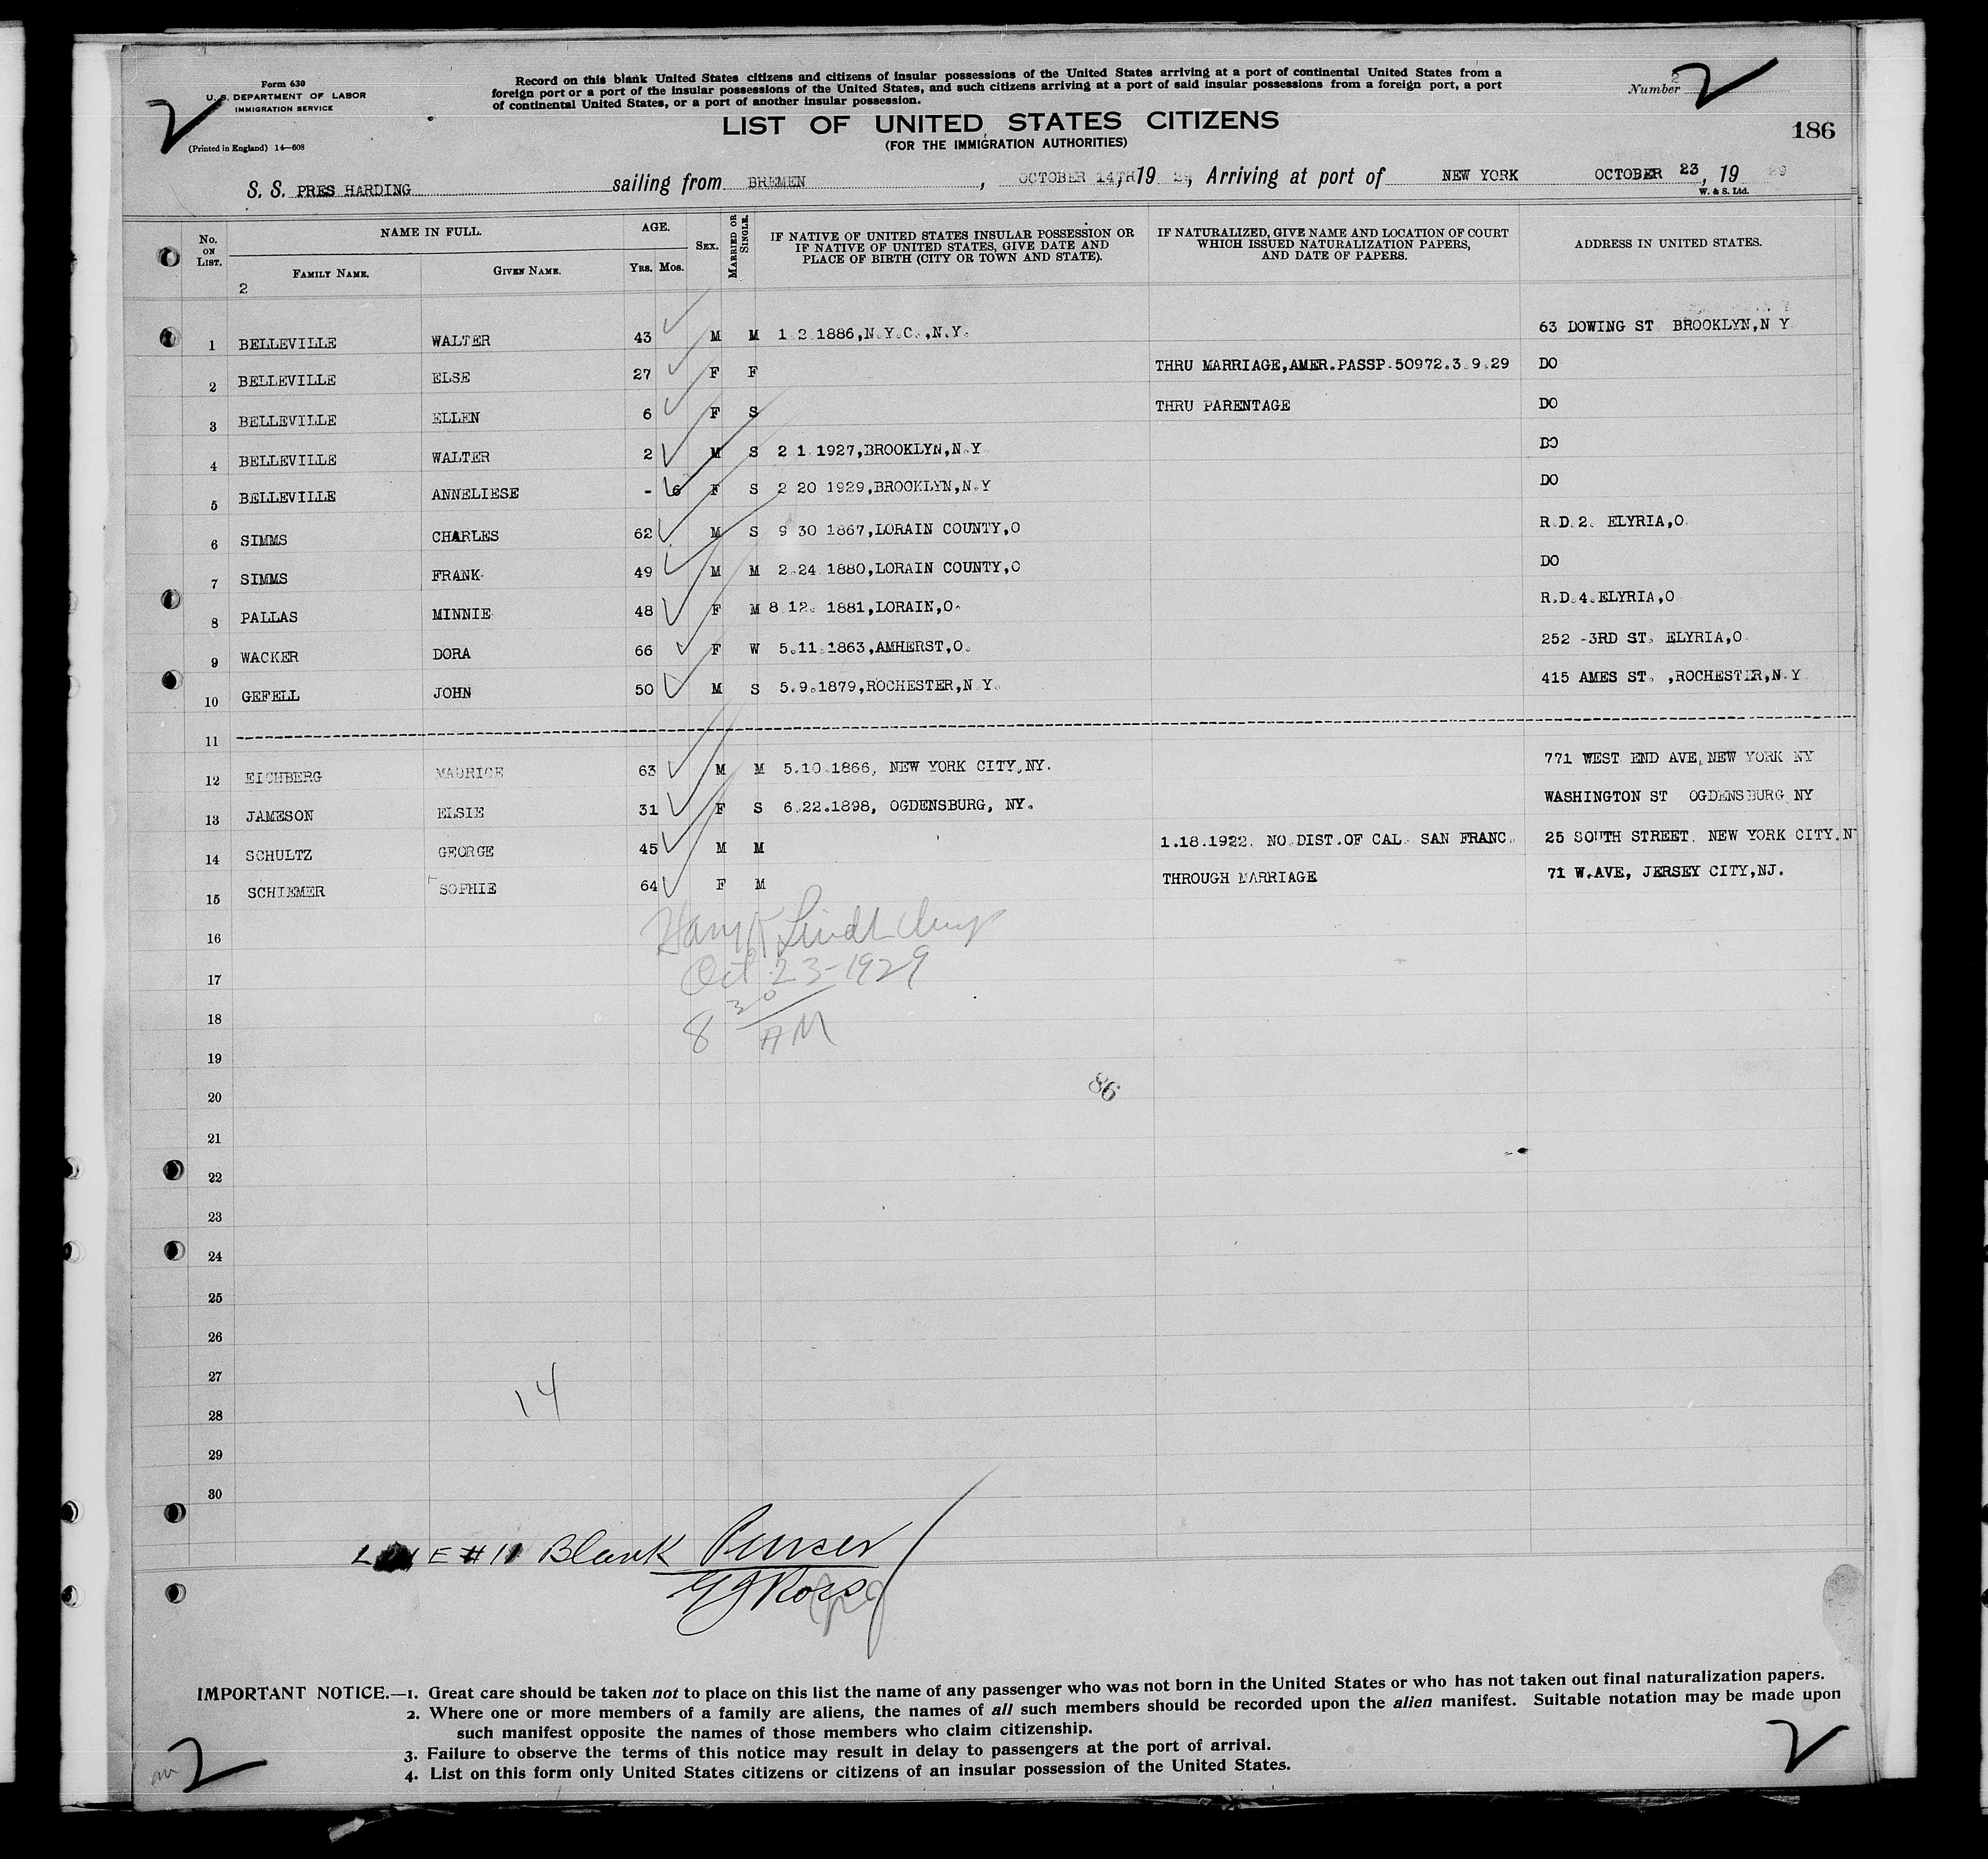 Form 630
U. S. DEPARTMENT OF LABOR
IMMIGRATION SERVICE
(Printed in England) 14—608
2
Record on this blank United States citizens and citizens of insular possessions of the United States arriving at a port of continental United States from a
foreign port or a port of the insular possessions of the United States, and such citizens arriving at a port of said insular possessions from a foreign port, a port
of continental United States, or a port of another insular possession.
Number 2
2
186
LIST OF UNITED STATES CITIZENS
(FOR THE IMMIGRATION AUTHORITIES)
S. S. PRES HARDING sailing from BREMEN, OCTOBER 14TH, 19 29, Arriving at port of NEW YORK OCTOBER 23, 19 29
W. & S. Ltd.
No. ON LIST. NAME IN FULL. FAMILY NAME. GIVEN NAME. AGE. YRS. MOS. SEX. MARRIED OR SINGLE. IF NATIVE OF UNITED STATES INSULAR POSSESSION OR IF NATIVE OF UNITED STATES, GIVE DATE AND PLACE OF BIRTH (CITY OR TOWN AND STATE). IF NATURALIZED, GIVE NAME AND LOCATION OF COURT WHICH ISSUED NATURALIZATION PAPERS, AND DATE OF PAPERS. ADDRESS IN UNITED STATES.
2
1 BELLEVILLE WALTER 43 M M 1 2 1886,N.Y.C.,N.Y. 63 DOWING ST BROOKLYN,N Y
2 BELLEVILLE ELSE 27 F F THRU MARRIAGE,AMER.PASSP.50972.3.9.29 DO
3 BELLEVILLE ELLEN 6 F S THRU PARENTAGE DO
4 BELLEVILLE WALTER 2 M S 2 1 1927,BROOKLYN,N.Y DO
5 BELLEVILLE ANNELIESE - 6 F S 2 20 1929,BROOKLYN,N.Y DO
6 SIMMS CHARLES 62 M S 9 30 1867,LORAIN COUNTY,O R.D.2. ELYRIA,O.
7 SIMMS FRANK 49 M M 2.24 1880,LORAIN COUNTY,O DO
8 PALLAS MINNIE 48 F M 8 12. 1881,LORAIN,O. R.D.4.ELYRIA,O
9 WACKER DORA 66 F W 5.11.1863,AMHERST,O. 252 -3RD ST. ELYRIA,O
10 GEFELL JOHN 50 M S 5.9.1879,ROCHESTER,N.Y. 415 AMES ST. ,ROCHESTER,N.Y
11
12 EICHBERG MAURICE 63 M M 5.10.1866, NEW YORK CITY,NY. 771 WEST END AVE, NEW YORK NY
13 JAMESON ELSIE 31 F S 6.22.1898, OGDENSBURG, NY. WASHINGTON ST OGDENSBURG NY
14 SCHULTZ GEORGE 45 M M 1.18.1922. NO.DIST.OF CAL. SAN FRANC. 25 SOUTH STREET. NEW YORK CITY.N
15 SCHIEMER SOPHIE 64 F M THROUGH MARRIAGE 71 W.AVE, JERSEY CITY,NJ.
16
Oct 23-1929
17
18
8 30 AM
19
20
86
21
22
23
24
25
26
27
14
28
29
30
LINE # 11 Blank Purser
G J Ross
IMPORTANT NOTICE.—1. Great care should be taken not to place on this list the name of any passenger who was not born in the United States or who has not taken out final naturalization papers.
2. Where one or more members of a family are aliens, the names of all such members should be recorded upon the alien manifest. Suitable notation may be made upon
such manifest opposite the names of those members who claim citizenship.
3. Failure to observe the terms of this notice may result in delay to passengers at the port of arrival.
4. List on this form only United States citizens or citizens of an insular possession of the United States.
2
2